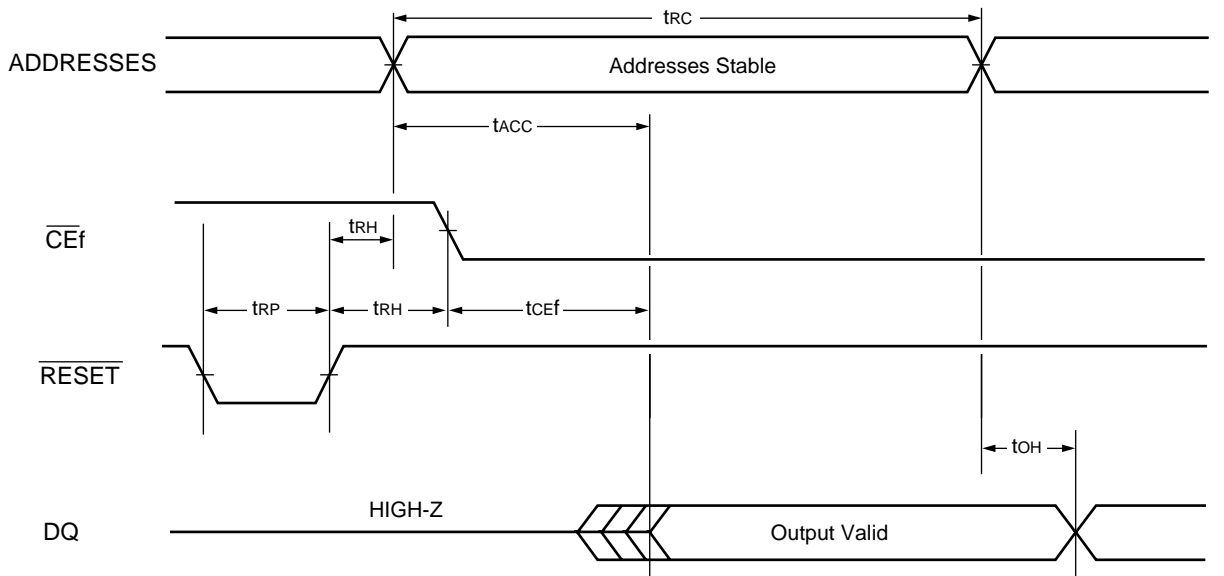 tRC
ADDRESSES
Addresses Stable
tACC
CEf
tRH
tRP
tRH
tCEf
RESET
tOH
HIGH-Z
DQ
Output Valid